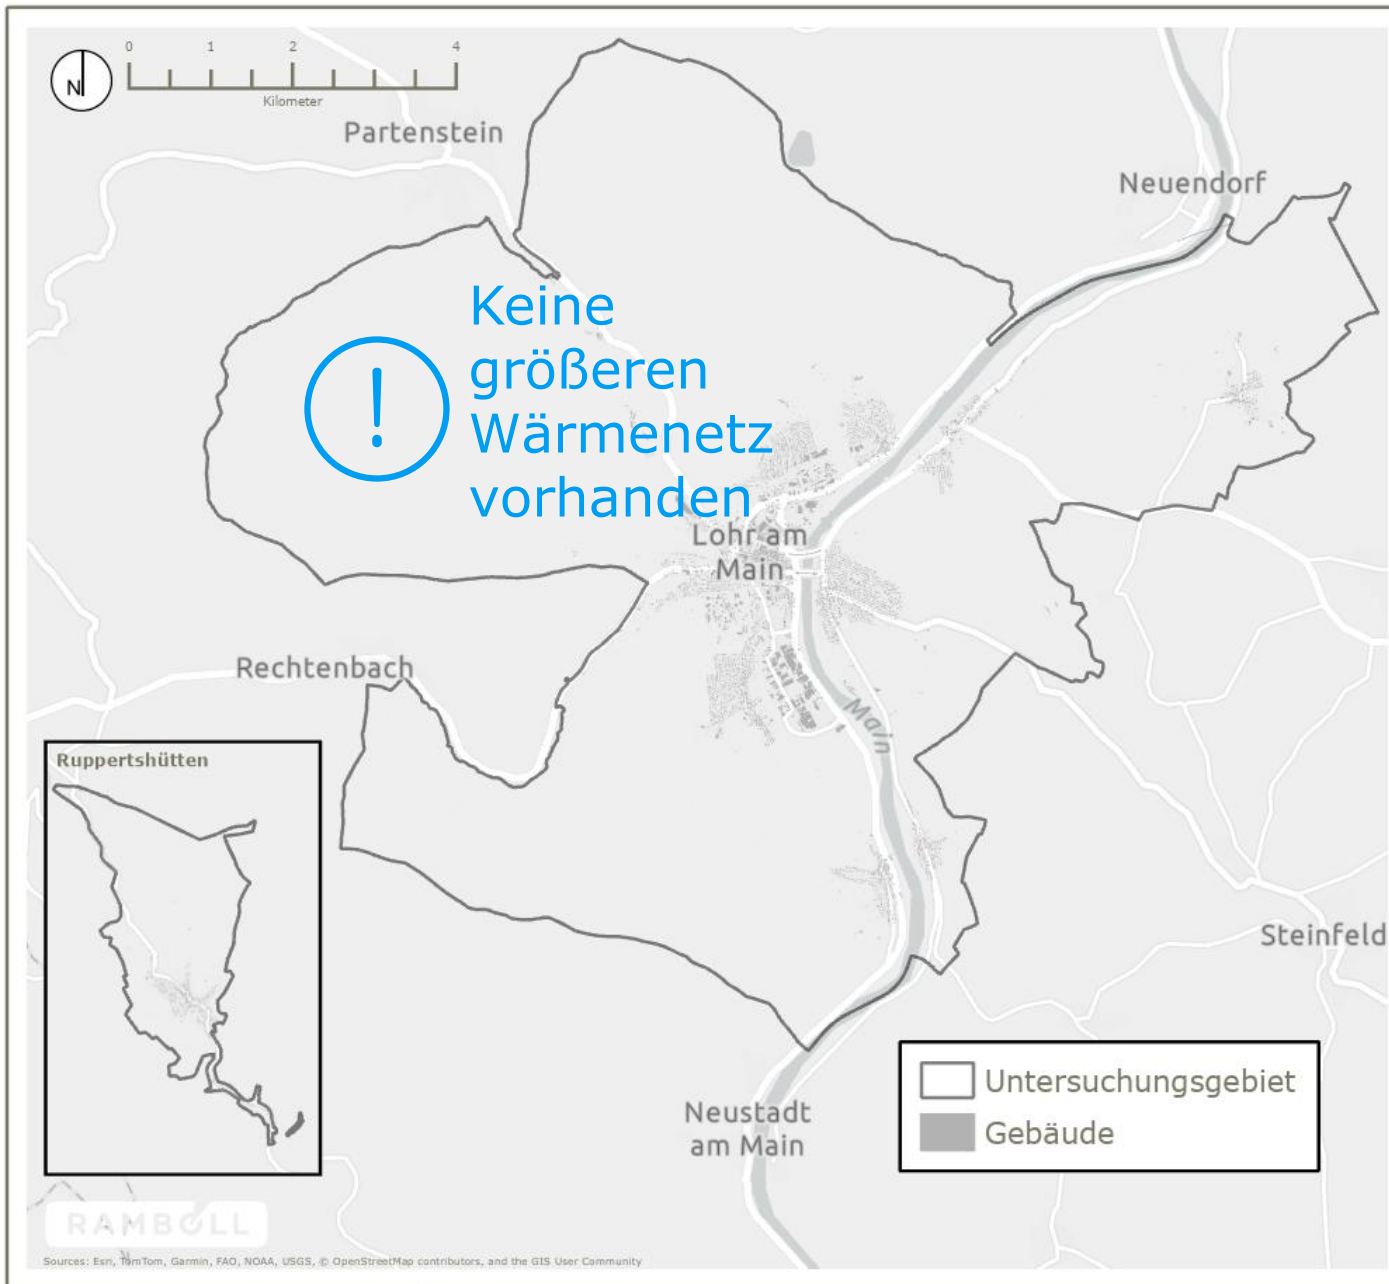 0 1 2 4
Kilometer
N
Partenstein
Neuendorf
Keine
größeren
Wärmenetz
vorhanden
!
Lohr am
Main
Rechtenbach
Main
Ruppertshütten
Steinfeld
Untersuchungsgebiet
Gebäude
Neustadt
am Main
RAMBOLL
Sources: Esri, TomTom, Garmin, FAO, NOAA, USGS, © OpenStreetMap contributors, and the GIS User Community